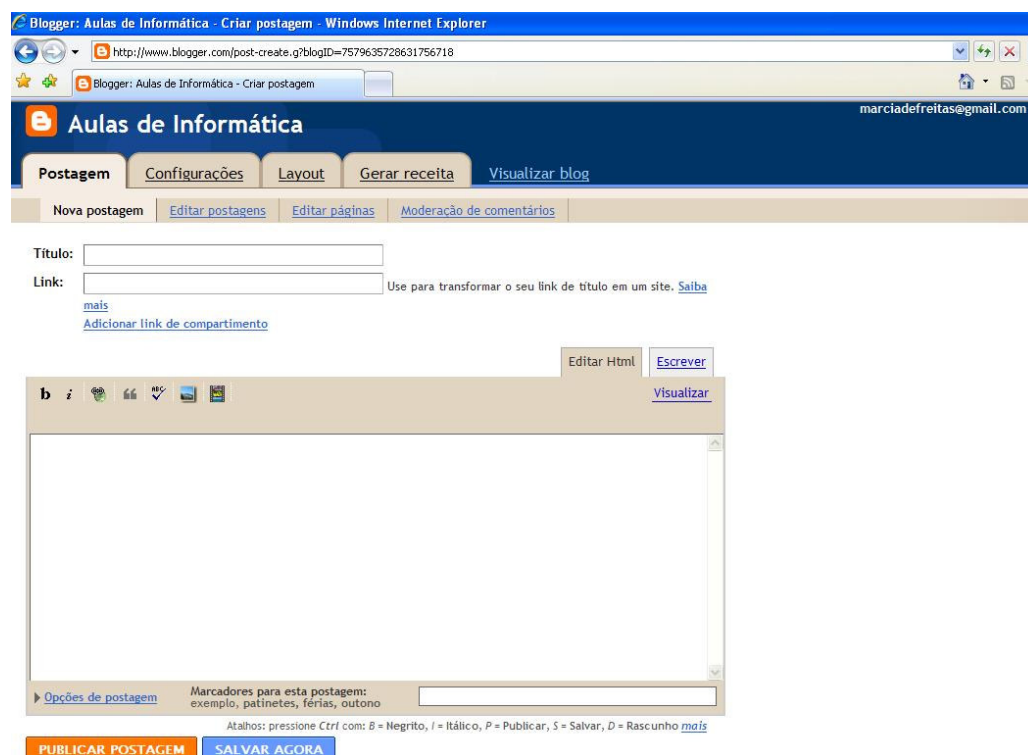 Blogger: Aulas de Informática - Criar postagem - Windows Internet Explorer
http://www.blogger.com/post-create.g?blogID=7579635728631756718
Blogger: Aulas de Informática - Criar postagem
marciadefreitas@gmail.com
Aulas de Informática
Postagem Configurações Layout Gerar receita Visualizar blog
Nova postagem Editar postagens Editar páginas Moderação de comentários
Título:
Link: Use para transformar o seu link de título em um site. Saiba
mais
Adicionar link de compartimento
Editar Html Escrever
b i ABC Visualizar
Opções de postagem Marcadores para esta postagem:
exemplo, patinetes, férias, outono
Atalhos: pressione Ctrl com: B = Negrito, I = Itálico, P = Publicar, S = Salvar, D = Rascunho mais
PUBLICAR POSTAGEM SALVAR AGORA